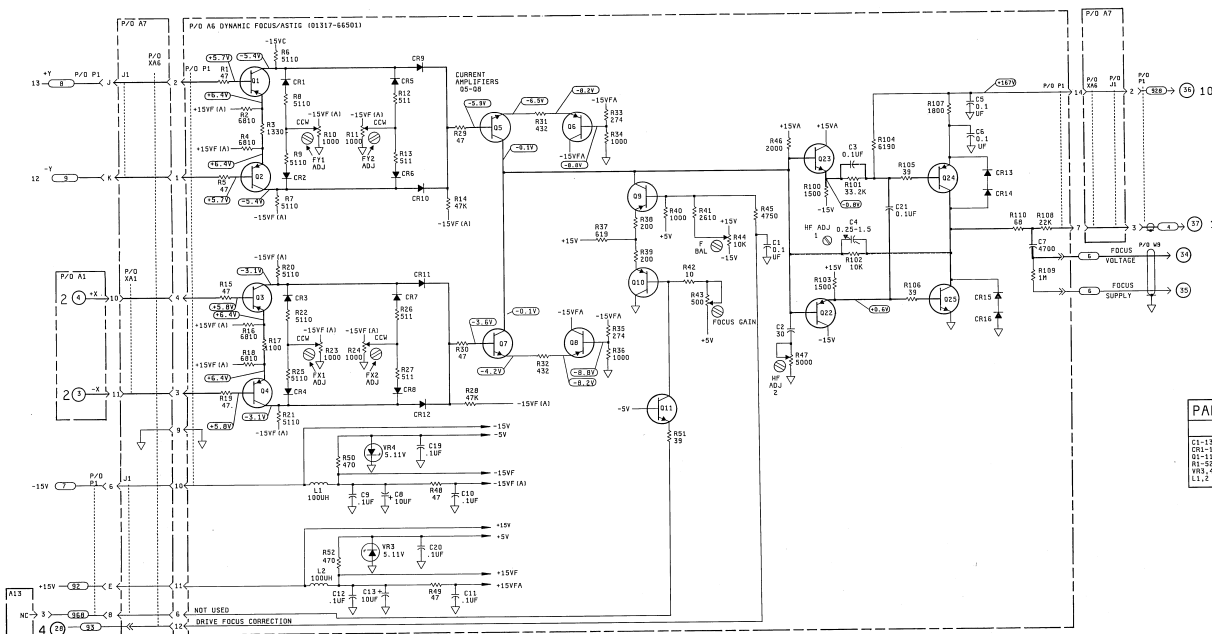 P/O A7
P/O A6 DYNAMIC FOCUS/ASTIG (01317-66501)
P/O A7
13 +Y 8 P/O P1 J J1 P/O XA6 2 P/O P1
+5.7V
R1 47
-5.4V
Q1
-15VC
R6 5110
+6.4V
+15VF(A)
R2 6810
R3 1330
R4 6810
+15VF(A)
+6.4V
CR1
R8 5110
CCW
-15VF(A)
R10 1000
FY1 ADJ
R9 5110
CR2
-15VF(A)
R11 1000
CCW
FY2 ADJ
CR5
R12 511
R13 511
CR6
CR9
CR10
12 -Y 9 K 1
R5 47
+5.7V
Q2
-5.4V
R7 5110
-15VF(A)
R14 47K
-15VF(A)
CURRENT
AMPLIFIERS
Q5-Q8
R29 47
-5.9V
Q5
-6.5V
R31 432
-8.2V
Q6
-15VFA
R33 274
R34 1000
-8.8V
-15VFA
-0.1V
P/O A1
P/O XA1
2 4 +X 10 4
2 3 -X 11 3
R15 47
+5.8V
+6.4V
-3.1V
Q3
R20 5110
-15VF(A)
+15VF(A)
R16 6810
R17 1100
R18 6810
+15VF(A)
+6.4V
CR3
R22 5110
CCW
-15VF(A)
R23 1000
FX1 ADJ
R25 5110
CR4
-15VF(A)
R24 1000
CCW
FX2 ADJ
CR7
R26 511
R27 511
CR8
CR11
CR12
R19 47
+5.8V
Q4
-3.1V
R21 5110
-15VF(A)
R28 47K
-15VF(A)
R30 47
-3.6V
Q7
-0.1V
-4.2V
R32 432
-8.2V
Q8
-8.8V
-15VFA
R35 274
R36 1000
Q9
R38 200
R37 619
+15V
R39 200
Q10
R40 1000
+5V
R41 2610
+15V
F BAL
R44 10K
-15V
R45 4750
C1 0.1 UF
R42 10
R43 500
FOCUS GAIN
+5V
-5V
Q11
R51 39
+15VA
R46 2000
+15VA
Q23
R100 1500
-15V
-0.8V
C3 0.1UF
R101 33.2K
HF ADJ 1
C4 0.25-1.5
R102 10K
+15V
R103 1500
Q22
-15V
+0.6V
C2 30
R47 5000
HF ADJ 2
R104 6190
R105 39
C21 0.1UF
R106 39
Q24
Q25
R107 1800
+167V
C5 0.1 UF
C6 0.1 UF
CR13
CR14
CR15
CR16
R110 68
R108 22K
C7 4700
R109 1M
P/O P1
P/O XA6
P/O J1
P/O P1
14 2 928 36 10
7 3 4 37 1
P/O W9
6 FOCUS VOLTAGE 34
6 FOCUS SUPPLY 35
9
-15V 7 P/O P1 6 J1 10
R50 470
VR4 5.11V
C19 .1UF
-15V
-5V
-15VF
-15VF(A)
L1 100UH
C9 .1UF
C8 10UF
R48 47
C10 .1UF
R52 470
VR3 5.11V
C20 .1UF
+15V
+5V
+15VF
+15VFA
L2 100UH
C12 .1UF
C13 10UF
R49 47
C11 .1UF
+15V 92 E 11
A13
NC 3 968 8 6 NOT USED
4 28 93 12 DRIVE FOCUS CORRECTION
PA
C1-13
CR1-1
Q1-11
R1-52
VR3,4
L1,2